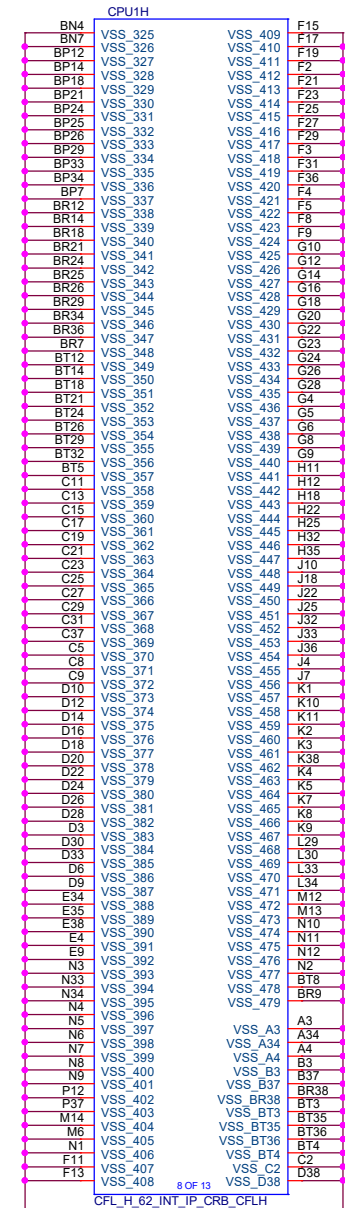 CPU1H
BN4 VSS_325 VSS_409 F15
BN7 VSS_326 VSS_410 F17
BP12 VSS_327 VSS_411 F19
BP14 VSS_328 VSS_412 F2
BP18 VSS_329 VSS_413 F21
BP21 VSS_330 VSS_414 F23
BP24 VSS_331 VSS_415 F25
BP25 VSS_332 VSS_416 F27
BP26 VSS_333 VSS_417 F29
BP29 VSS_334 VSS_418 F3
BP33 VSS_335 VSS_419 F31
BP34 VSS_336 VSS_420 F36
BP7 VSS_337 VSS_421 F4
BR12 VSS_338 VSS_422 F5
BR14 VSS_339 VSS_423 F8
BR18 VSS_340 VSS_424 F9
BR21 VSS_341 VSS_425 G10
BR24 VSS_342 VSS_426 G12
BR25 VSS_343 VSS_427 G14
BR26 VSS_344 VSS_428 G16
BR29 VSS_345 VSS_429 G18
BR34 VSS_346 VSS_430 G20
BR36 VSS_347 VSS_431 G22
BR7 VSS_348 VSS_432 G23
BT12 VSS_349 VSS_433 G24
BT14 VSS_350 VSS_434 G26
BT18 VSS_351 VSS_435 G28
BT21 VSS_352 VSS_436 G4
BT24 VSS_353 VSS_437 G5
BT26 VSS_354 VSS_438 G6
BT29 VSS_355 VSS_439 G8
BT32 VSS_356 VSS_440 G9
BT5 VSS_357 VSS_441 H11
C11 VSS_358 VSS_442 H12
C13 VSS_359 VSS_443 H18
C15 VSS_360 VSS_444 H22
C17 VSS_361 VSS_445 H25
C19 VSS_362 VSS_446 H32
C21 VSS_363 VSS_447 H35
C23 VSS_364 VSS_448 J10
C25 VSS_365 VSS_449 J18
C27 VSS_366 VSS_450 J22
C29 VSS_367 VSS_451 J25
C31 VSS_368 VSS_452 J32
C37 VSS_369 VSS_453 J33
C5 VSS_370 VSS_454 J36
C8 VSS_371 VSS_455 J4
C9 VSS_372 VSS_456 J7
D10 VSS_373 VSS_457 K1
D12 VSS_374 VSS_458 K10
D14 VSS_375 VSS_459 K11
D16 VSS_376 VSS_460 K2
D18 VSS_377 VSS_461 K3
D20 VSS_378 VSS_462 K38
D22 VSS_379 VSS_463 K4
D24 VSS_380 VSS_464 K5
D26 VSS_381 VSS_465 K7
D28 VSS_382 VSS_466 K8
D3 VSS_383 VSS_467 K9
D30 VSS_384 VSS_468 L29
D33 VSS_385 VSS_469 L30
D6 VSS_386 VSS_470 L33
D9 VSS_387 VSS_471 L34
E34 VSS_388 VSS_472 M12
E35 VSS_389 VSS_473 M13
E38 VSS_390 VSS_474 N10
E4 VSS_391 VSS_475 N11
E9 VSS_392 VSS_476 N12
N3 VSS_393 VSS_477 N2
N33 VSS_394 VSS_478 BT8
N34 VSS_395 VSS_479 BR9
N4 VSS_396
N5 VSS_397 VSS_A3 A3
N6 VSS_398 VSS_A34 A34
N7 VSS_399 VSS_A4 A4
N8 VSS_400 VSS_B3 B3
N9 VSS_401 VSS_B37 B37
P12 VSS_402 VSS_BR38 BR38
P37 VSS_403 VSS_BT3 BT3
M14 VSS_404 VSS_BT35 BT35
M6 VSS_405 VSS_BT36 BT36
N1 VSS_406 VSS_BT4 BT4
F11 VSS_407 VSS_C2 C2
F13 VSS_408 VSS_D38 D38
8 OF 13
CFL_H_62_INT_IP_CRB_CFLH